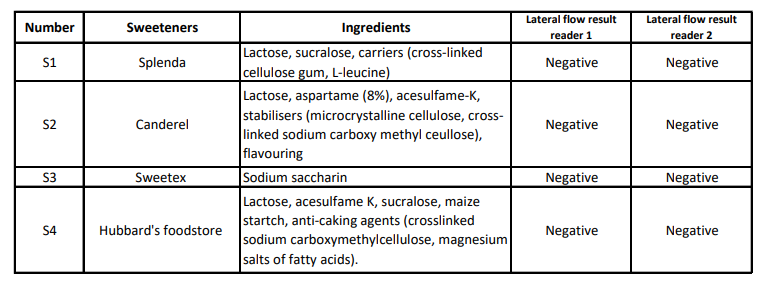 Number Sweeteners Ingredients Lateral flow result reader 1 Lateral flow result reader 2
S1 Splenda Lactose, sucralose, carriers (cross-linked
cellulose gum, L-leucine) Negative Negative
S2 Canderel Lactose, aspartame (8%), acesulfame-K,
stabilisers (microcrystalline cellulose, cross-
linked sodium carboxy methyl ceullose),
flavouring Negative Negative
S3 Sweetex Sodium saccharin Negative Negative
S4 Hubbard's foodstore Lactose, acesulfame K, sucralose, maize
startch, anti-caking agents (crosslinked
sodium carboxymethylcellulose, magnesium
salts of fatty acids). Negative Negative